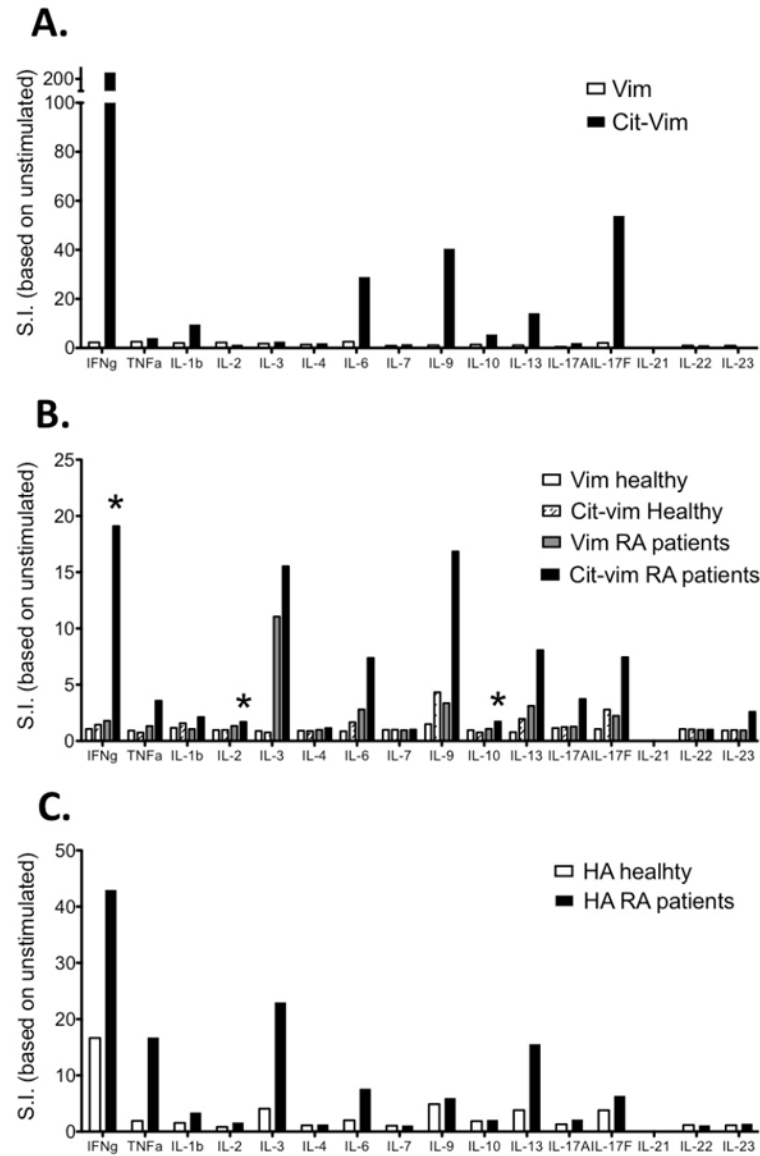 A.
S.I. (based on unstimulated)
200
100
80
60
40
20
0
Vim
Cit-Vim
IFNg TNFa IL-1b IL-2 IL-3 IL-4 IL-6 IL-7 IL-9 IL-10 IL-13 IL-17A IL-17F IL-21 IL-22 IL-23
B.
S.I. (based on unstimulated)
25
20
15
10
5
0
Vim healthy
Cit-vim Healthy
Vim RA patients
Cit-vim RA patients
*
*
*
IFNg TNFa IL-1b IL-2 IL-3 IL-4 IL-6 IL-7 IL-9 IL-10 IL-13 IL-17A IL-17F IL-21 IL-22 IL-23
C.
S.I. (based on unstimulated)
50
40
30
20
10
0
HA healhty
HA RA patients
IFNg TNFa IL-1b IL-2 IL-3 IL-4 IL-6 IL-7 IL-9 IL-10 IL-13 IL-17A IL-17F IL-21 IL-22 IL-23